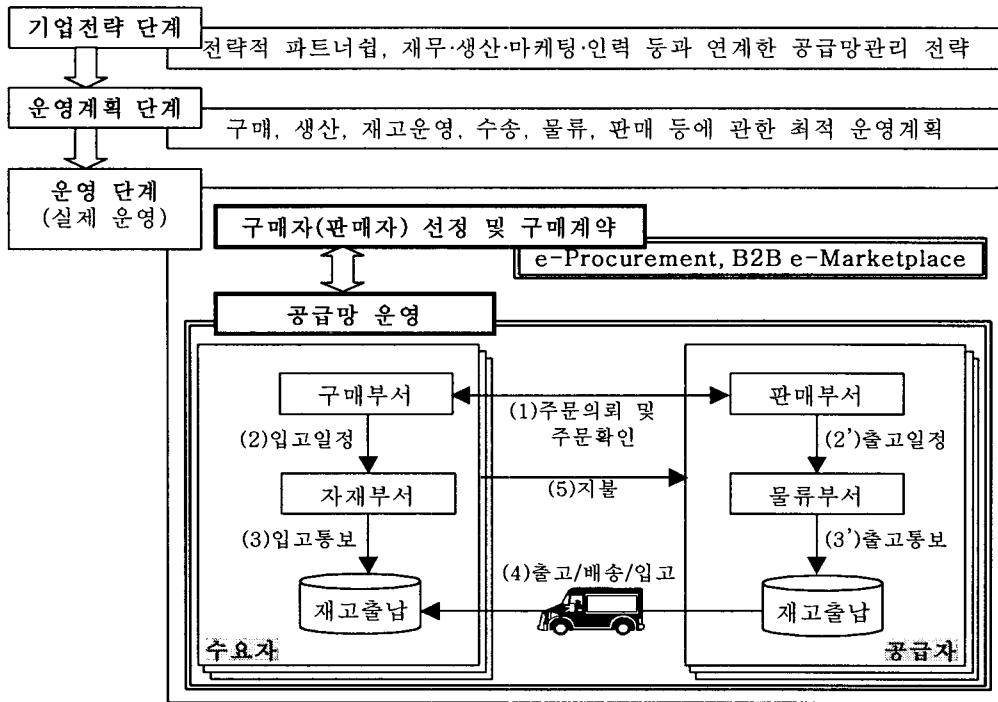 기업전략 단계
전략적 파트너쉽, 재무·생산·마케팅·인력 등과 연계한 공급망관리 전략
운영계획 단계
구매, 생산, 재고운영, 수송, 물류, 판매 등에 관한 최적 운영계획
운영 단계
(실제 운영)
구매자(판매자) 선정 및 구매계약
e-Procurement, B2B e-Marketplace
공급망 운영
구매부서
판매부서
(1)주문의뢰 및
주문확인
(2)입고일정
(2')출고일정
자재부서
(5)지불
물류부서
(3)입고통보
(3')출고통보
(4)출고/배송/입고
재고출납
재고출납
수요자
공급자